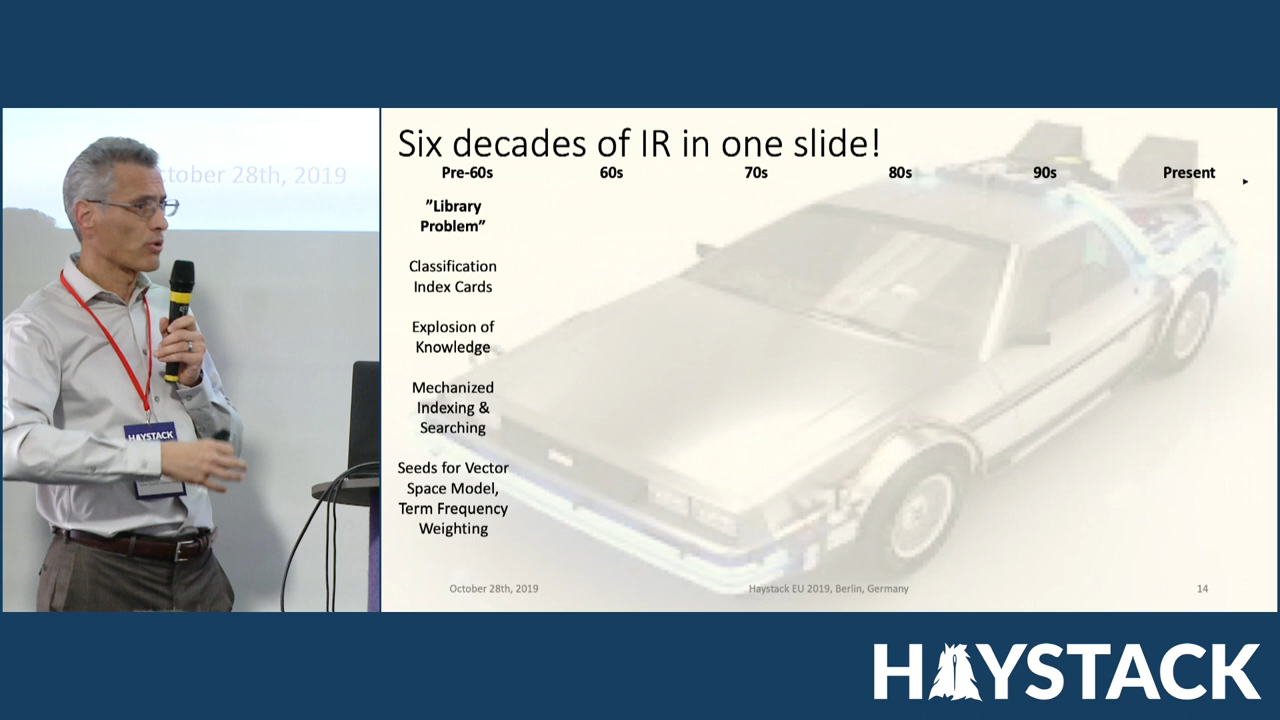 ctober 28th, 2019
HAYSTACK
Six decades of IR in one slide!
Pre-60s 60s 70s 80s 90s Present
”Library
Problem”
Classification
Index Cards
Explosion of
Knowledge
Mechanized
Indexing &
Searching
Seeds for Vector
Space Model,
Term Frequency
Weighting
October 28th, 2019 Haystack EU 2019, Berlin, Germany 14
HAYSTACK